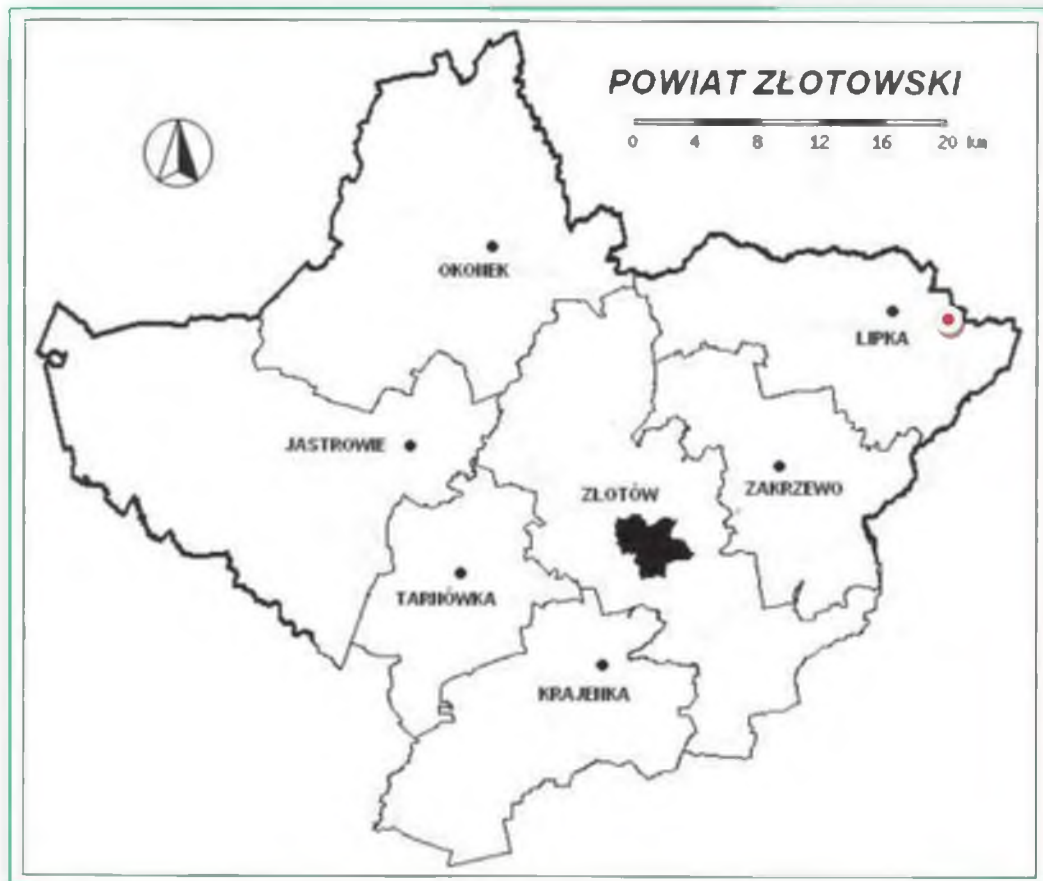 POWIAT ZŁOTOWSKI
0 4 8 12 16 20 km
OKONEK
LIPKA
JASTROWIE
ZŁOTÓW
ZAKRZEWO
TARNÓWKA
KRAJENKA